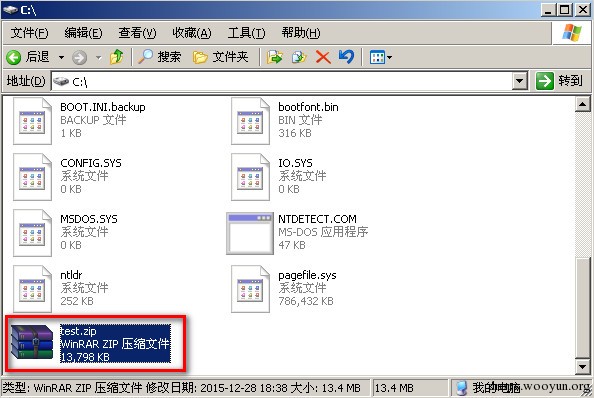 C:\
文件(F) 编辑(E) 查看(V) 收藏(A) 工具(T) 帮助(H)
后退 搜索 文件夹
地址(D) C:\ 转到
BOOT.INI.backup
BACKUP 文件
1 KB
bootfont.bin
BIN 文件
316 KB
CONFIG.SYS
系统文件
0 KB
IO.SYS
系统文件
0 KB
MSDOS.SYS
系统文件
0 KB
NTDETECT.COM
MS-DOS 应用程序
47 KB
ntldr
系统文件
252 KB
pagefile.sys
系统文件
786,432 KB
test.zip
WinRAR ZIP 压缩文件
13,798 KB
类型: WinRAR ZIP 压缩文件 修改日期: 2015-12-28 18:38 大小: 13.4 MB 13.4 MB 我的电脑
wooyun.org